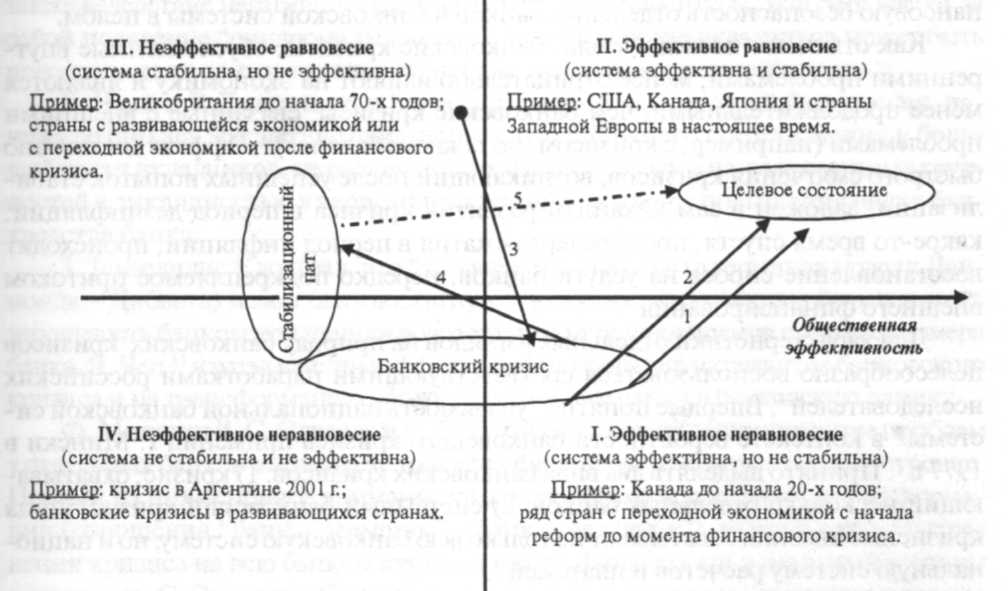 III. Неэффективное равновесие
(система стабильна, но не эффективна)
Пример: Великобритания до начала 70-х годов;
страны с развивающейся экономикой или
с переходной экономикой после финансового
кризиса.
II. Эффективное равновесие
(система эффективна и стабильна)
Пример: США, Канада, Япония и страны
Западной Европы в настоящее время.
Целевое состояние
Стабилизационный
пат
5
3
4
2
Общественная
эффективность
Банковский кризис
IV. Неэффективное неравновесие
(система не стабильна и не эффективна)
Пример: кризис в Аргентине 2001 г.;
банковские кризисы в развивающихся странах.
I. Эффективное неравновесие
(система эффективна, но не стабильна)
Пример: Канада до начала 20-х годов;
ряд стран с переходной экономикой с начала
реформ до момента финансового кризиса.